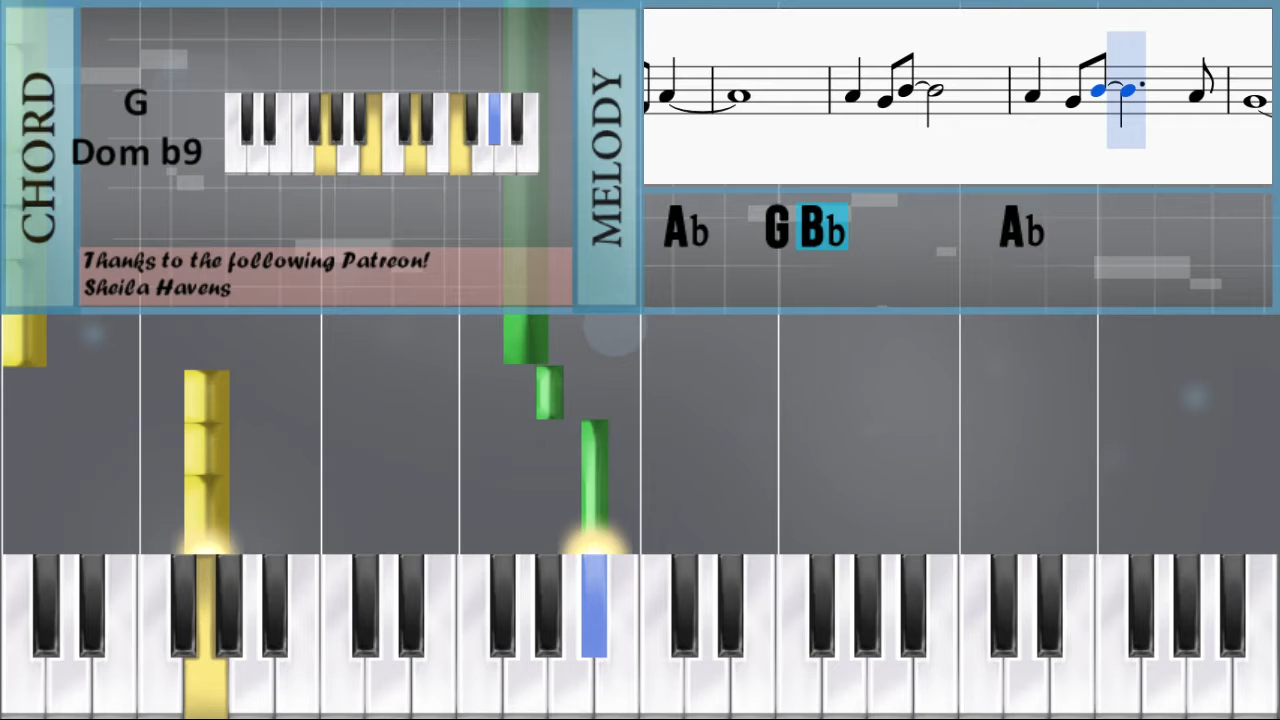 CHORD
G
Dom b9
Thanks to the following Patreon!
Sheila Havens
MELODY
Ab G Bb Ab